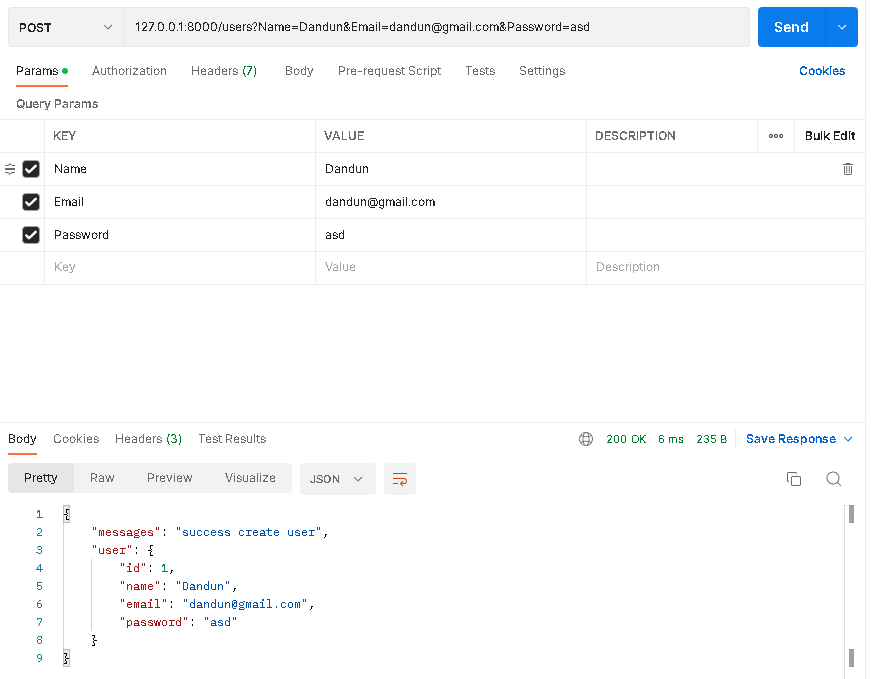 POST 127.0.0.1:8000/users?Name=Dandun&Email=dandun@gmail.com&Password=asd Send
Params Authorization Headers (7) Body Pre-request Script Tests Settings Cookies
Query Params
KEY VALUE DESCRIPTION Bulk Edit
Name Dandun
Email dandun@gmail.com
Password asd
Key Value Description
Body Cookies Headers (3) Test Results 200 OK 6 ms 235 B Save Response
Pretty Raw Preview Visualize JSON
1 {
2 "messages": "success create user",
3 "user": {
4 "id": 1,
5 "name": "Dandun",
6 "email": "dandun@gmail.com",
7 "password": "asd"
8 }
9 }